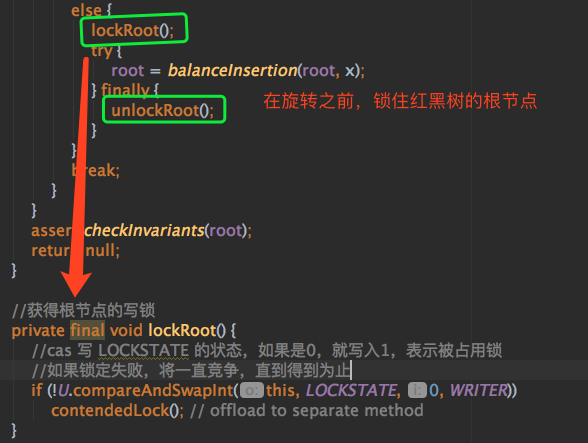 else {
lockRoot();
try {
root = balanceInsertion(root, x);
} finally {
unlockRoot();
在旋转之前，锁住红黑树的根节点
}
}
break;
}
}
assert checkInvariants(root);
return null;
}
//获得根节点的写锁
private final void lockRoot() {
//cas 写 LOCKSTATE 的状态，如果是0，就写入1，表示被占用锁
//如果锁定失败，将一直竞争，直到得到为止
if (!U.compareAndSwapInt( o: this, LOCKSTATE, i: 0, WRITER))
contendedLock(); // offload to separate method
}